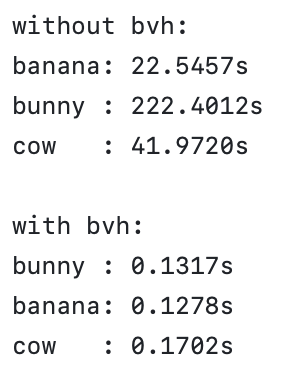 without bvh:
banana: 22.5457s
bunny : 222.4012s
cow   : 41.9720s

with bvh:
bunny : 0.1317s
banana: 0.1278s
cow   : 0.1702s